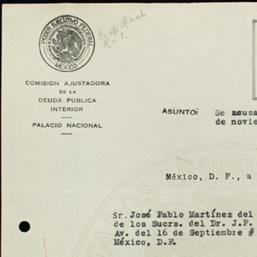 PODER EJECUTIVO FEDERAL
MEXICO
COMISION AJUSTADORA
DE LA
DEUDA PUBLICA
INTERIOR
PALACIO NACIONAL
ASUNTO: Se
de novie
México, D. F., a
Sr. José Pablo Martínez del
de los Sucrs. del Dr. J.P.
Av. del 16 de Septiembre #
México, D.F.